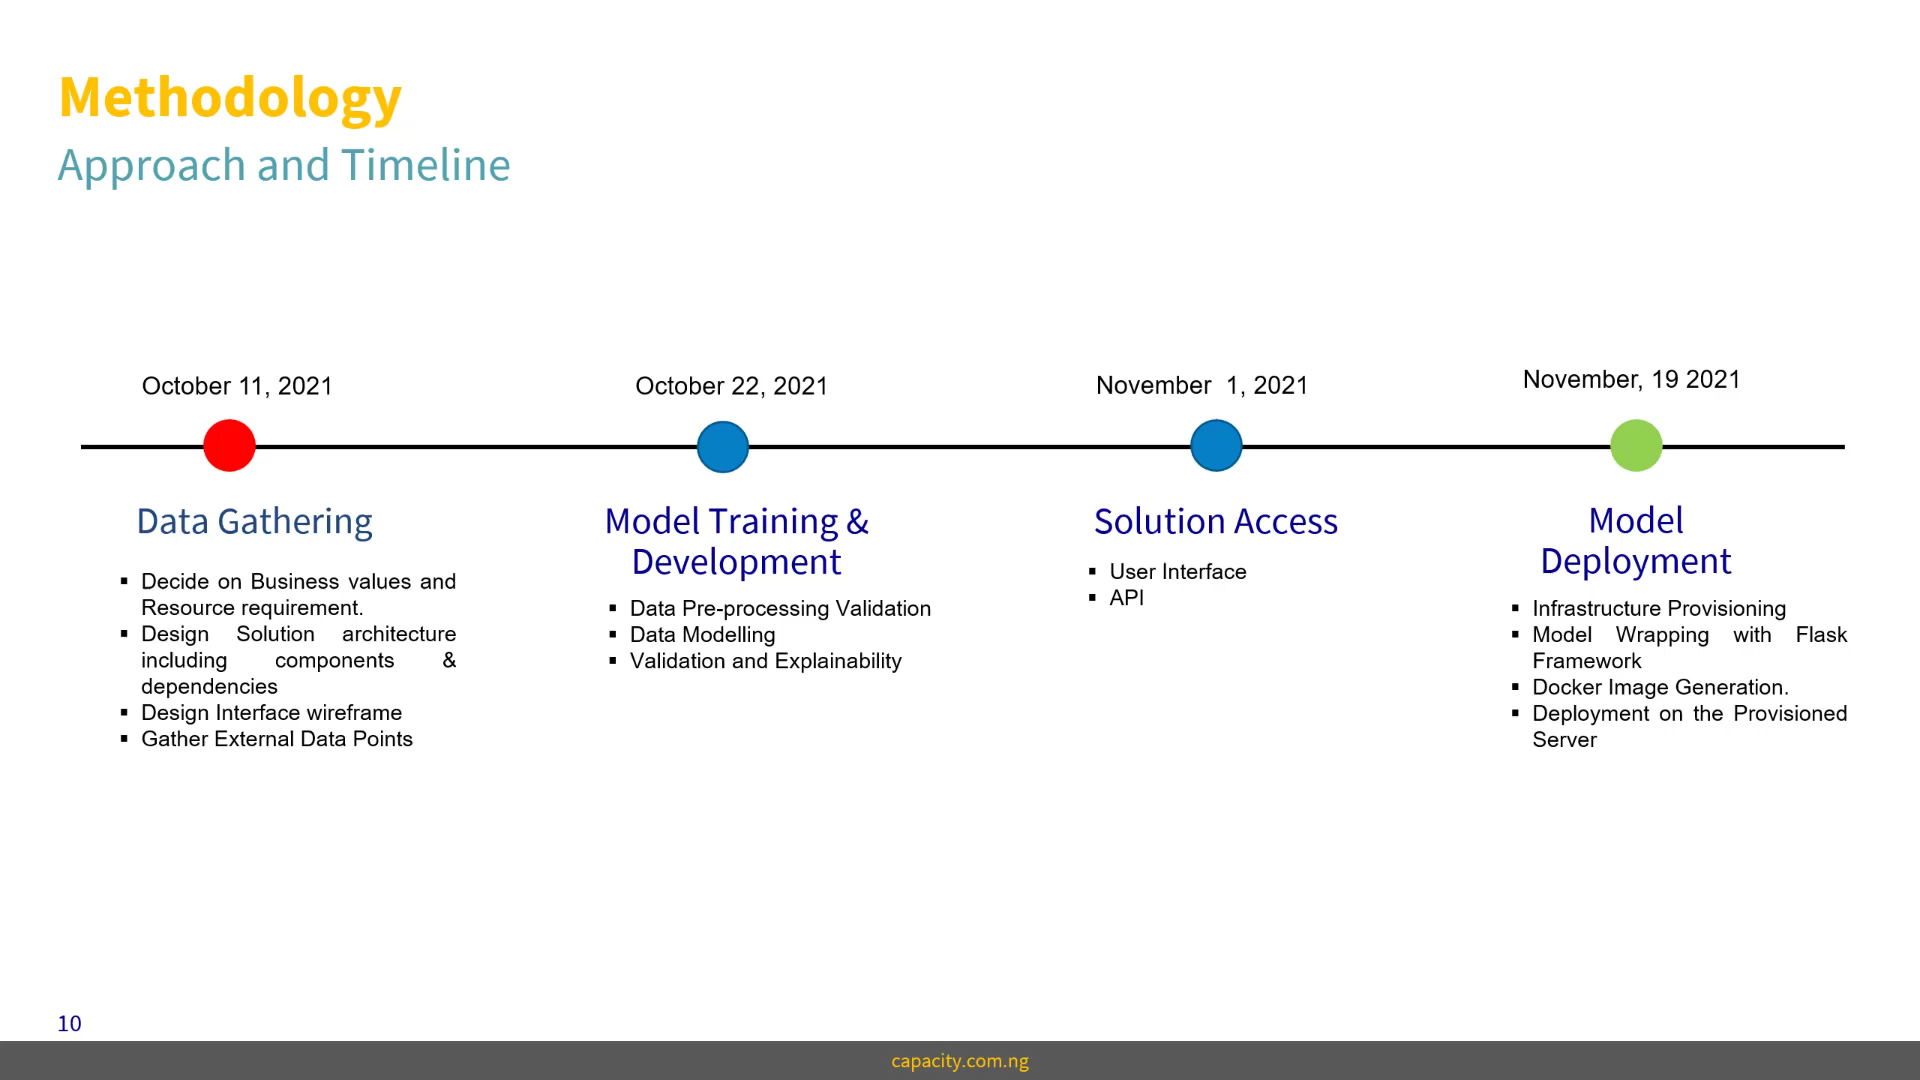 Methodology
Approach and Timeline
October 11, 2021
October 22, 2021
November  1, 2021
November, 19 2021
Data Gathering
▪ Decide on Business values and
Resource requirement.
▪ Design Solution architecture
including components &
dependencies
▪ Design Interface wireframe
▪ Gather External Data Points
Model Training &
Development
▪ Data Pre-processing Validation
▪ Data Modelling
▪ Validation and Explainability
Solution Access
▪ User Interface
▪ API
Model
Deployment
▪ Infrastructure Provisioning
▪ Model Wrapping with Flask
Framework
▪ Docker Image Generation.
▪ Deployment on the Provisioned
Server
10
capacity.com.ng